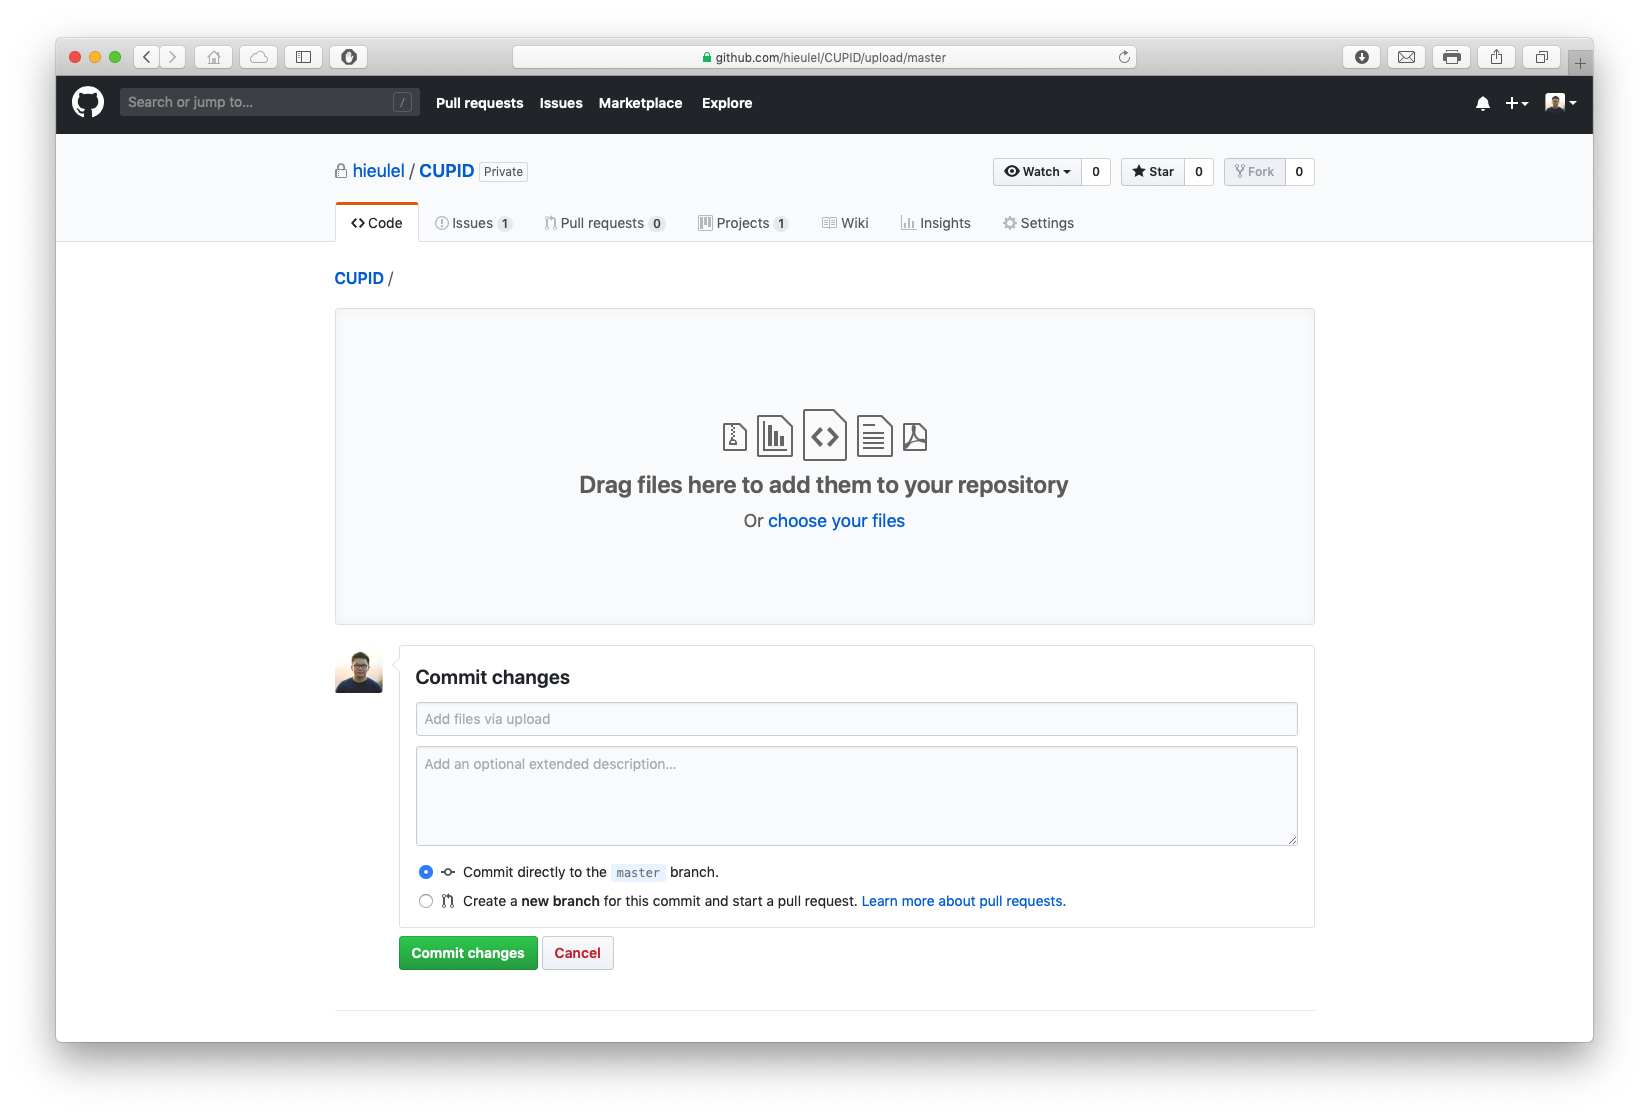 github.com/hieulel/CUPID/upload/master
Search or jump to... / Pull requests Issues Marketplace Explore
hieulel / CUPID Private Watch 0 Star 0 Fork 0
Code Issues 1 Pull requests 0 Projects 1 Wiki Insights Settings
CUPID /
Drag files here to add them to your repository
Or choose your files
Commit changes
Add files via upload
Add an optional extended description...
Commit directly to the master branch.
Create a new branch for this commit and start a pull request. Learn more about pull requests.
Commit changes Cancel